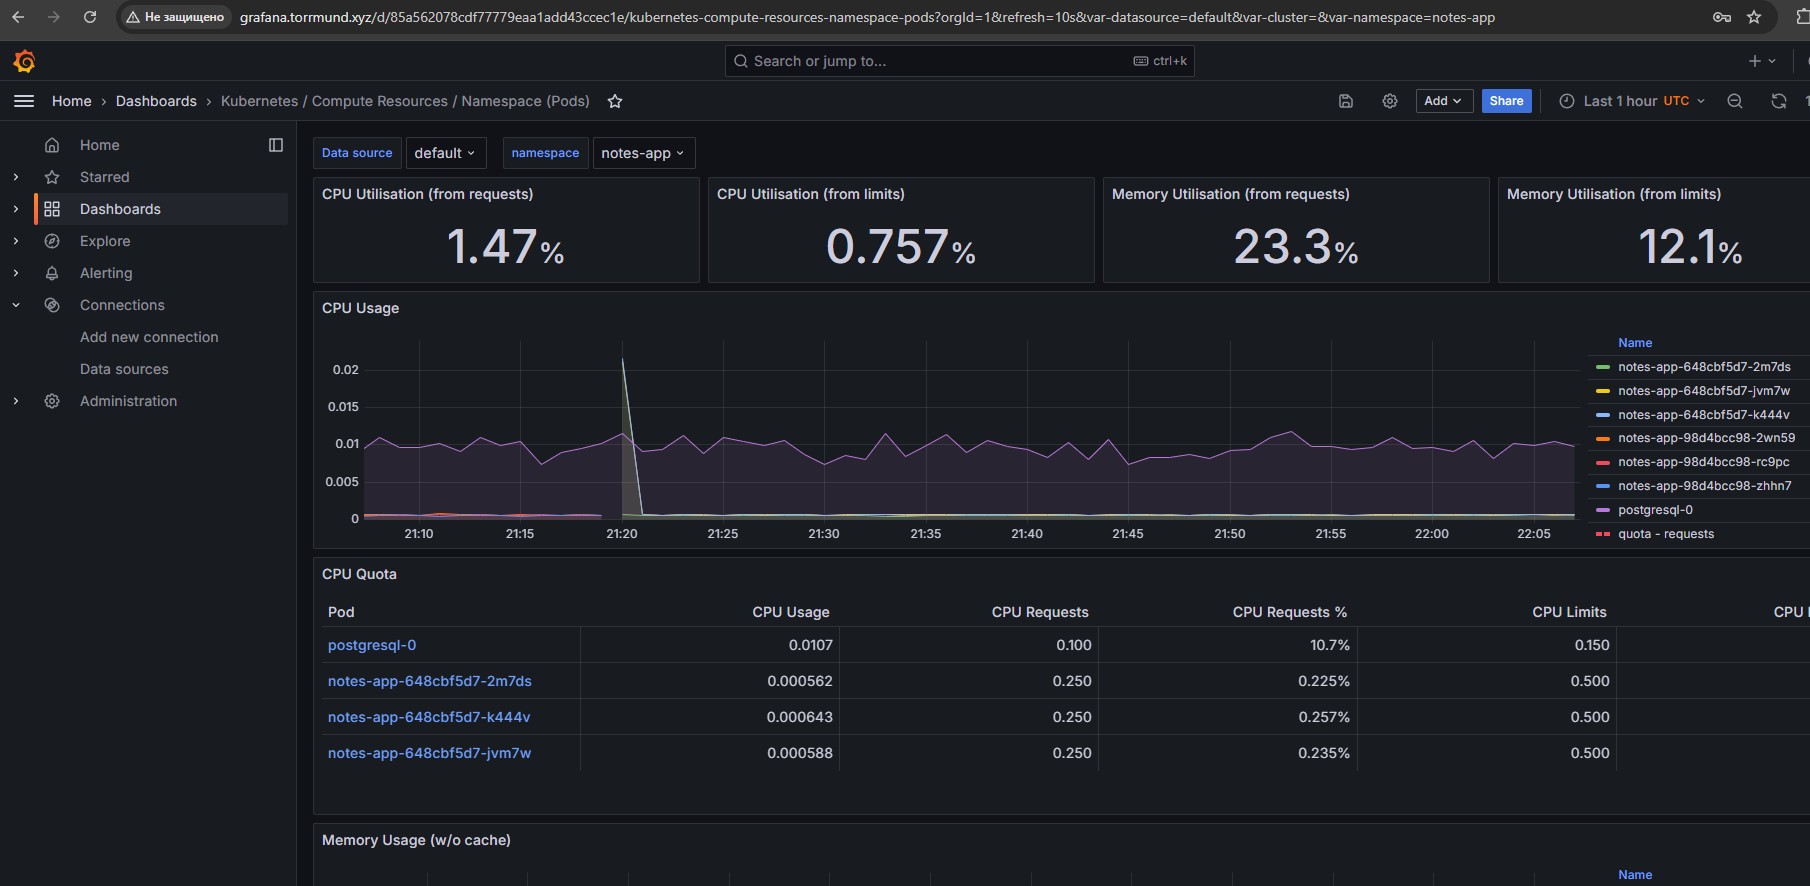 Не защищено grafana.torrmund.xyz/d/85a562078cdf77779eaa1add43ccec1e/kubernetes-compute-resources-namespace-pods?orgId=1&refresh=10s&var-datasource=default&var-cluster=&var-namespace=notes-app
Search or jump to... ctrl+k
Home › Dashboards › Kubernetes / Compute Resources / Namespace (Pods)
Add Share Last 1 hour UTC
Home
Starred
Dashboards
Explore
Alerting
Connections
Add new connection
Data sources
Administration
Data source default namespace notes-app
CPU Utilisation (from requests)
1.47%
CPU Utilisation (from limits)
0.757%
Memory Utilisation (from requests)
23.3%
Memory Utilisation (from limits)
12.1%
CPU Usage
0.02
0.015
0.01
0.005
0
21:10 21:15 21:20 21:25 21:30 21:35 21:40 21:45 21:50 21:55 22:00 22:05
Name
notes-app-648cbf5d7-2m7ds
notes-app-648cbf5d7-jvm7w
notes-app-648cbf5d7-k444v
notes-app-98d4bcc98-2wn59
notes-app-98d4bcc98-rc9pc
notes-app-98d4bcc98-zhhn7
postgresql-0
quota - requests
CPU Quota
Pod CPU Usage CPU Requests CPU Requests % CPU Limits CPU
postgresql-0 0.0107 0.100 10.7% 0.150
notes-app-648cbf5d7-2m7ds 0.000562 0.250 0.225% 0.500
notes-app-648cbf5d7-k444v 0.000643 0.250 0.257% 0.500
notes-app-648cbf5d7-jvm7w 0.000588 0.250 0.235% 0.500
Memory Usage (w/o cache)
Name